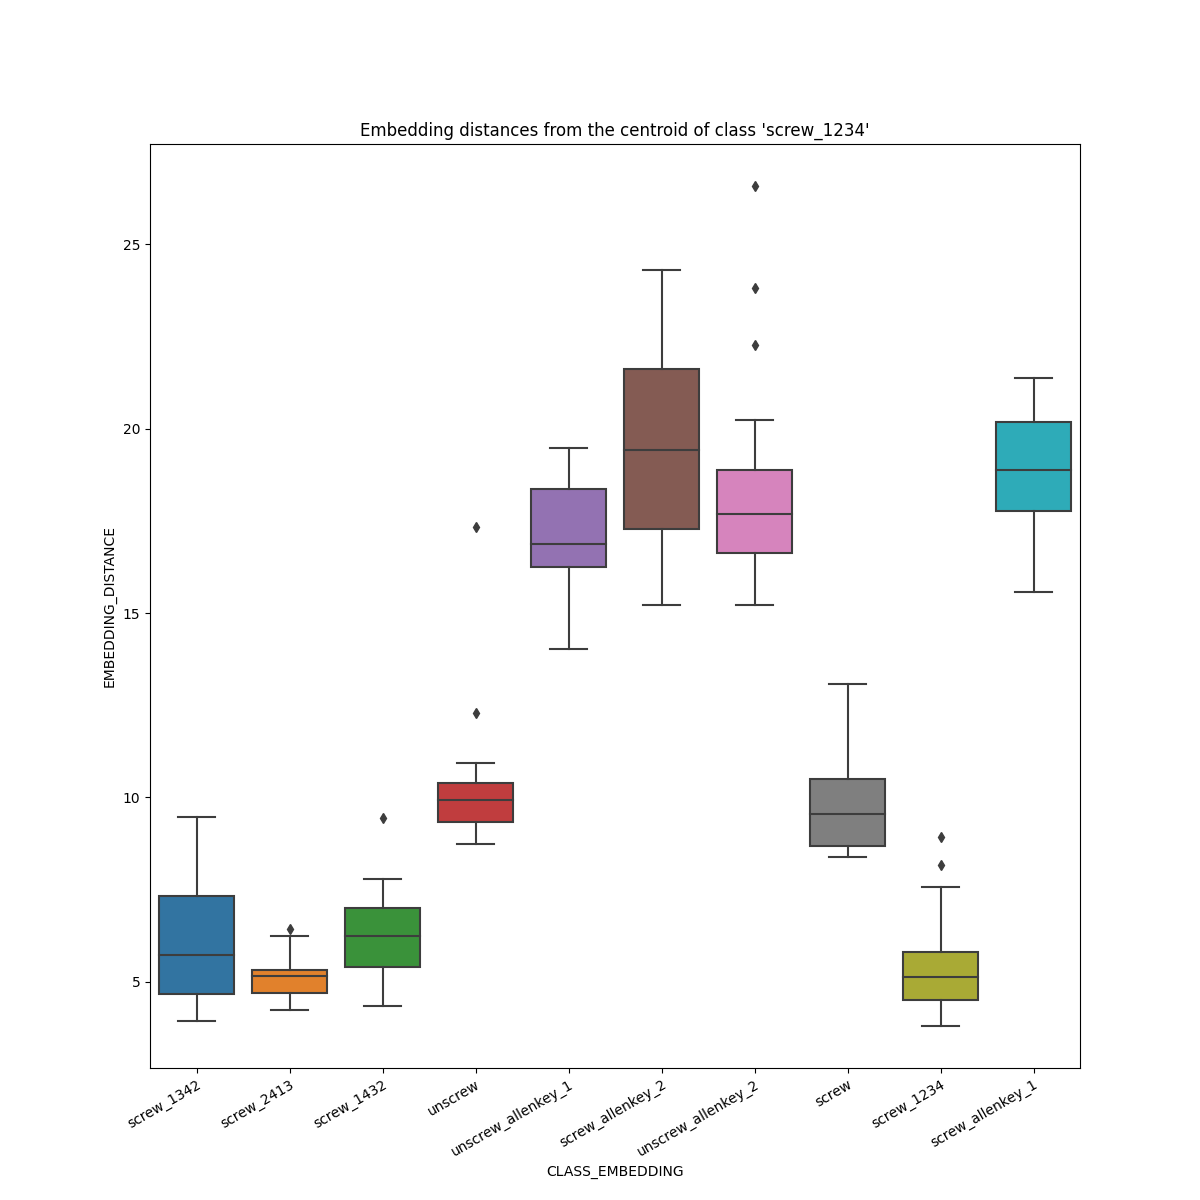 Embedding distances from the centroid of class 'screw_1234'
EMBEDDING_DISTANCE
25
20
15
10
5
screw_1342
screw_2413
screw_1432
unscrew
unscrew_allenkey_1
screw_allenkey_2
unscrew_allenkey_2
screw
screw_1234
screw_allenkey_1
CLASS_EMBEDDING